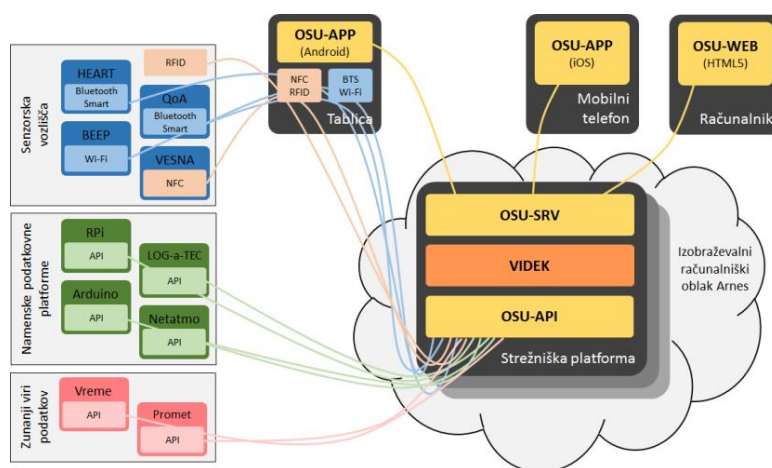 Senzorska
vozlišča
RFID
HEART
Bluetooth
Smart
QoA
Bluetooth
Smart
BEEP
Wi-Fi
VESNA
NFC
Namenske podatkovne
platforme
RPi
API
LOG-a-TEC
API
Arduino
API
Netatmo
API
Zunanji viri
podatkov
Vreme
API
Promet
API
OSU-APP
(Android)
NFC
RFID
BTS
Wi-Fi
Tablica
OSU-APP
(iOS)
Mobilni
telefon
OSU-WEB
(HTML5)
Računalnik
OSU-SRV
VIDEK
OSU-API
Strežniška platforma
Izobraževalni
računalniški
oblak Arnes